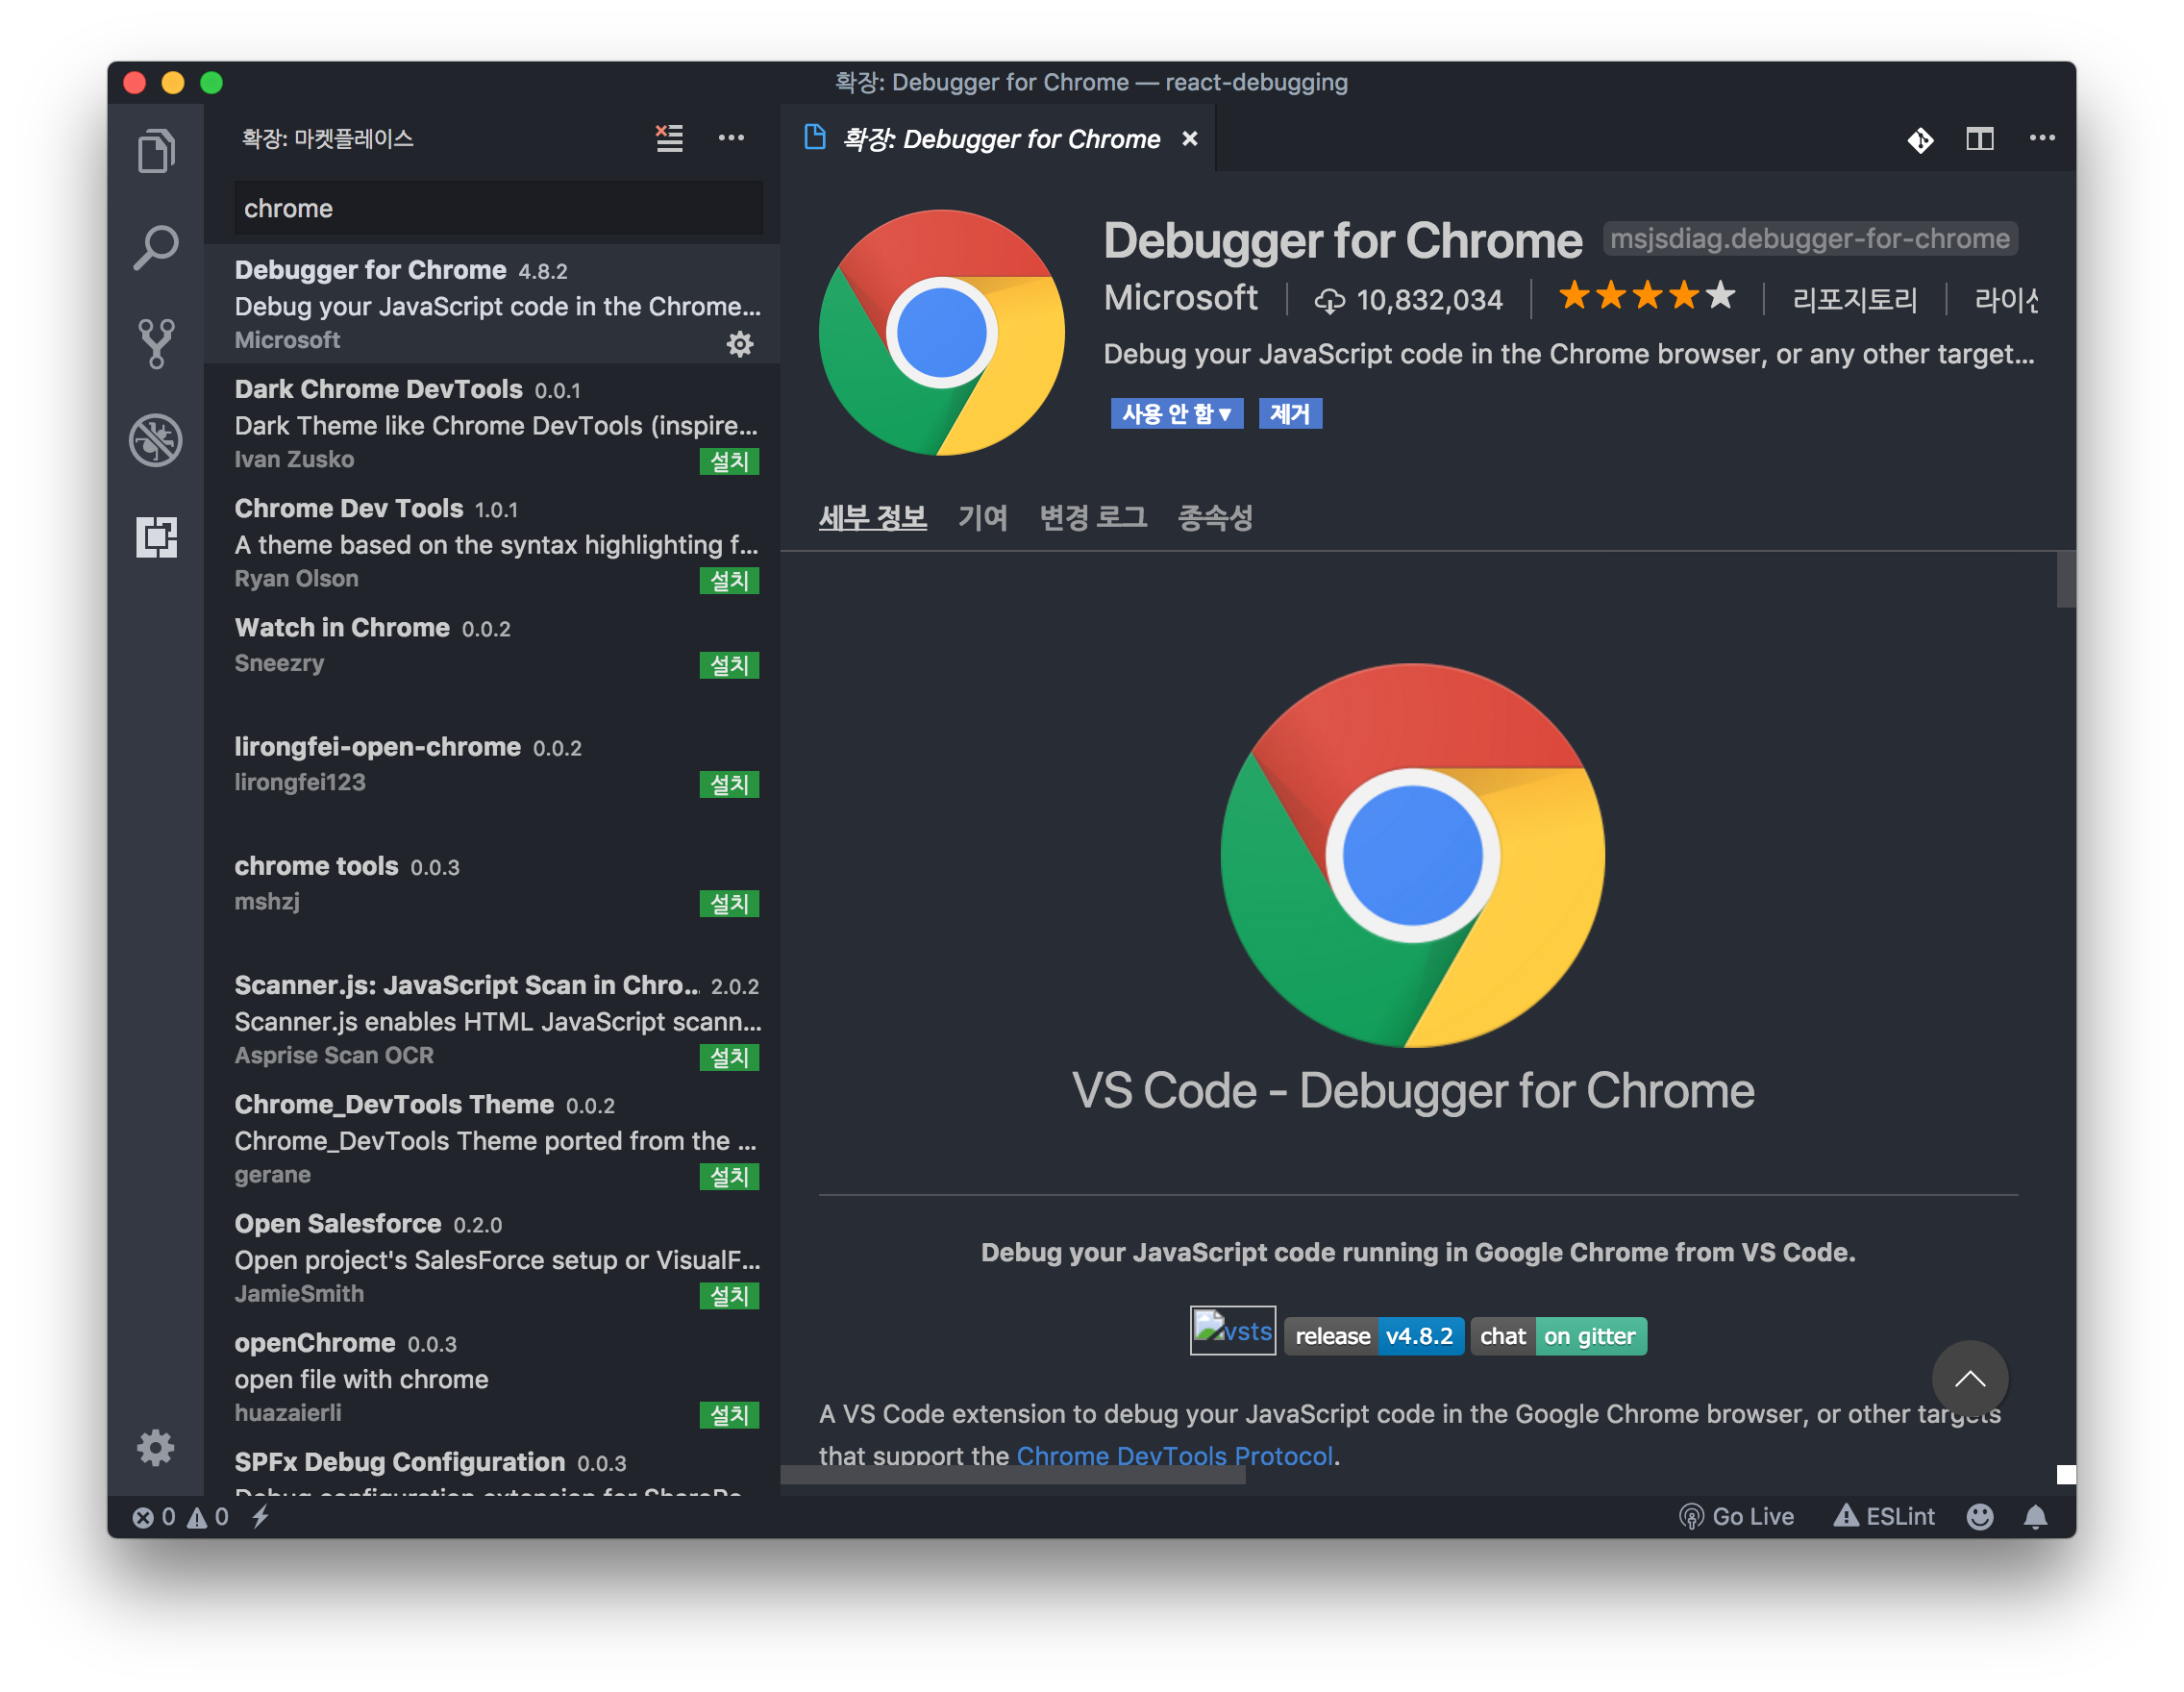 확장: Debugger for Chrome — react-debugging
확장: 마켓플레이스
chrome
Debugger for Chrome 4.8.2
Debug your JavaScript code in the Chrome...
Microsoft
Dark Chrome DevTools 0.0.1
Dark Theme like Chrome DevTools (inspire...
Ivan Zusko 설치
Chrome Dev Tools 1.0.1
A theme based on the syntax highlighting f...
Ryan Olson 설치
Watch in Chrome 0.0.2
Sneezry 설치
lirongfei-open-chrome 0.0.2
lirongfei123 설치
chrome tools 0.0.3
mshzj 설치
Scanner.js: JavaScript Scan in Chro... 2.0.2
Scanner.js enables HTML JavaScript scann...
Asprise Scan OCR 설치
Chrome_DevTools Theme 0.0.2
Chrome_DevTools Theme ported from the ...
gerane 설치
Open Salesforce 0.2.0
Open project's SalesForce setup or VisualF...
JamieSmith 설치
openChrome 0.0.3
open file with chrome
huazaierli 설치
SPFx Debug Configuration 0.0.3
Debug configuration extension for SharePo...
확장: Debugger for Chrome
Debugger for Chrome msjsdiag.debugger-for-chrome
Microsoft 10,832,034 리포지토리 라이선
Debug your JavaScript code in the Chrome browser, or any other target...
사용 안 함▼ 제거
세부 정보 기여 변경 로그 종속성
VS Code - Debugger for Chrome
Debug your JavaScript code running in Google Chrome from VS Code.
vsts release v4.8.2 chat on gitter
A VS Code extension to debug your JavaScript code in the Google Chrome browser, or other targets
that support the Chrome DevTools Protocol.
0 0 Go Live ESLint